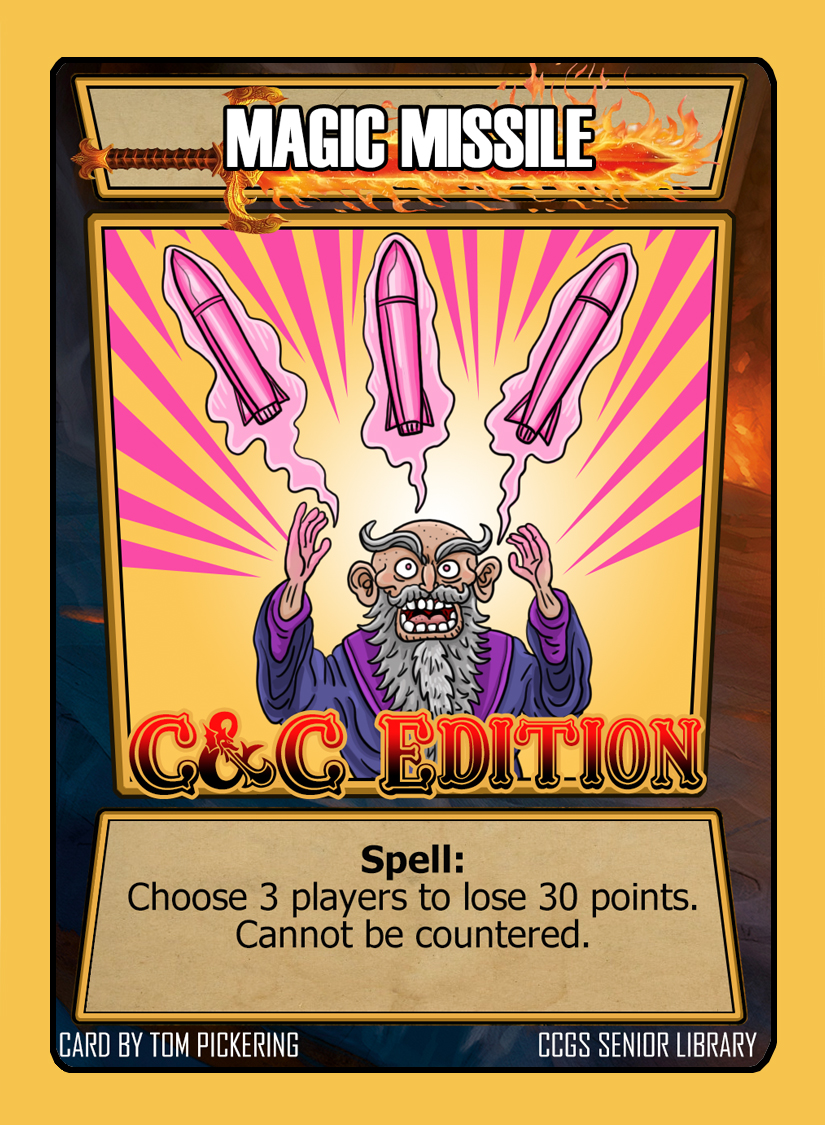 MAGIC MISSILE
C&C EDITION
Spell:
Choose 3 players to lose 30 points.
Cannot be countered.
CARD BY TOM PICKERING
CCGS SENIOR LIBRARY